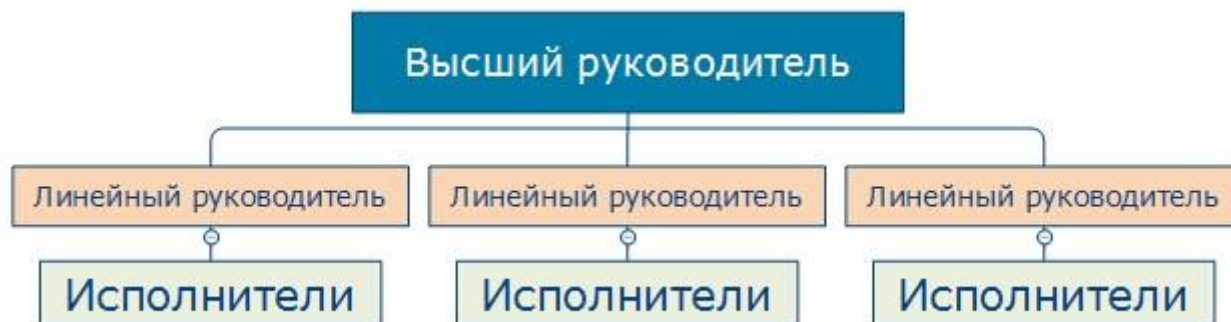 Высший руководитель
Линейный руководитель
Линейный руководитель
Линейный руководитель
Исполнители
Исполнители
Исполнители